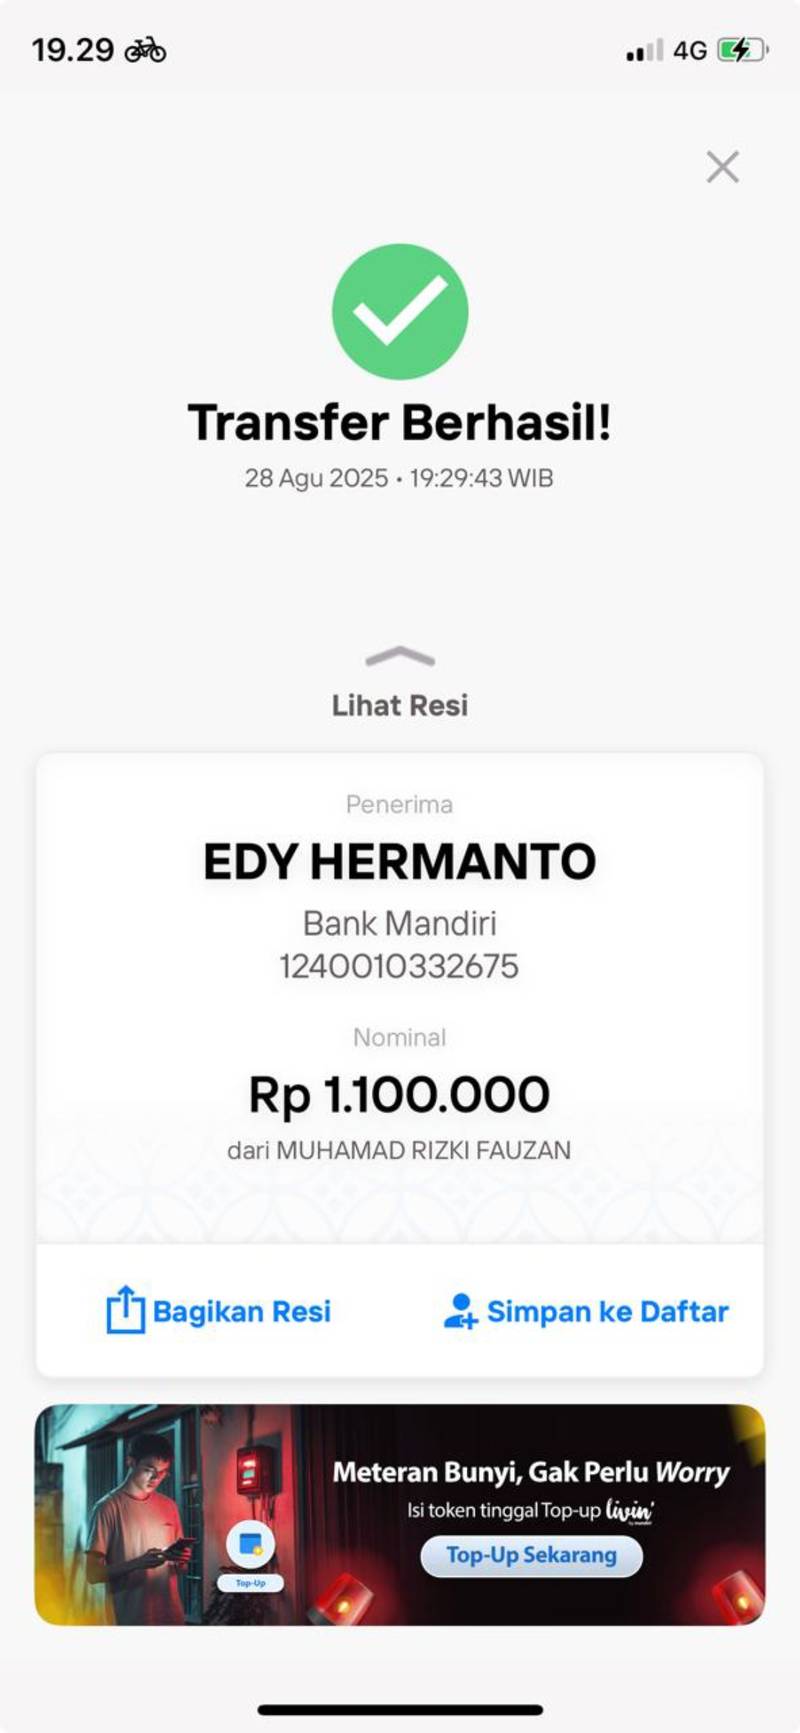 19.29
4G
Transfer Berhasil!
28 Agu 2025 • 19:29:43 WIB
Lihat Resi
Penerima
EDY HERMANTO
Bank Mandiri
1240010332675
Nominal
Rp 1.100.000
dari MUHAMAD RIZKI FAUZAN
Bagikan Resi
Simpan ke Daftar
Meteran Bunyi, Gak Perlu Worry
Isi token tinggal Top-up livin'
Top-Up Sekarang
Top-Up